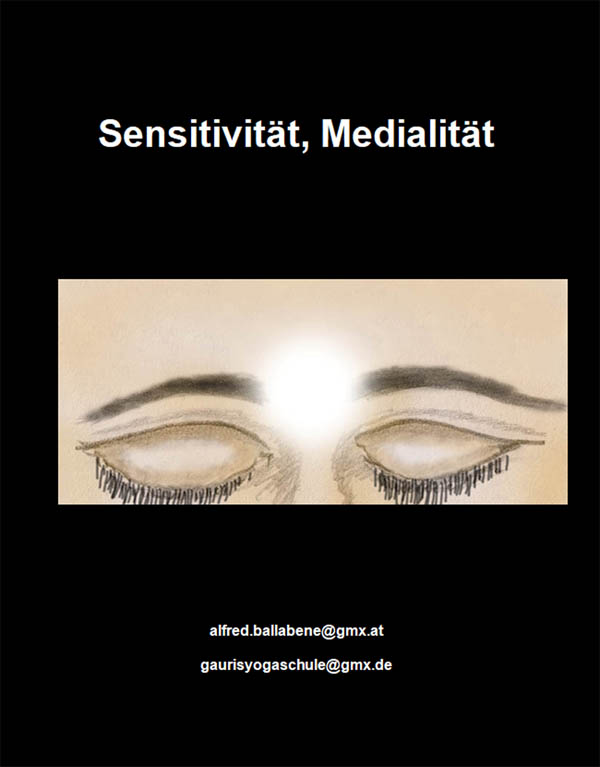 Sensitivität, Medialität
alfred.ballabene@gmx.at
gaurisyogaschule@gmx.de